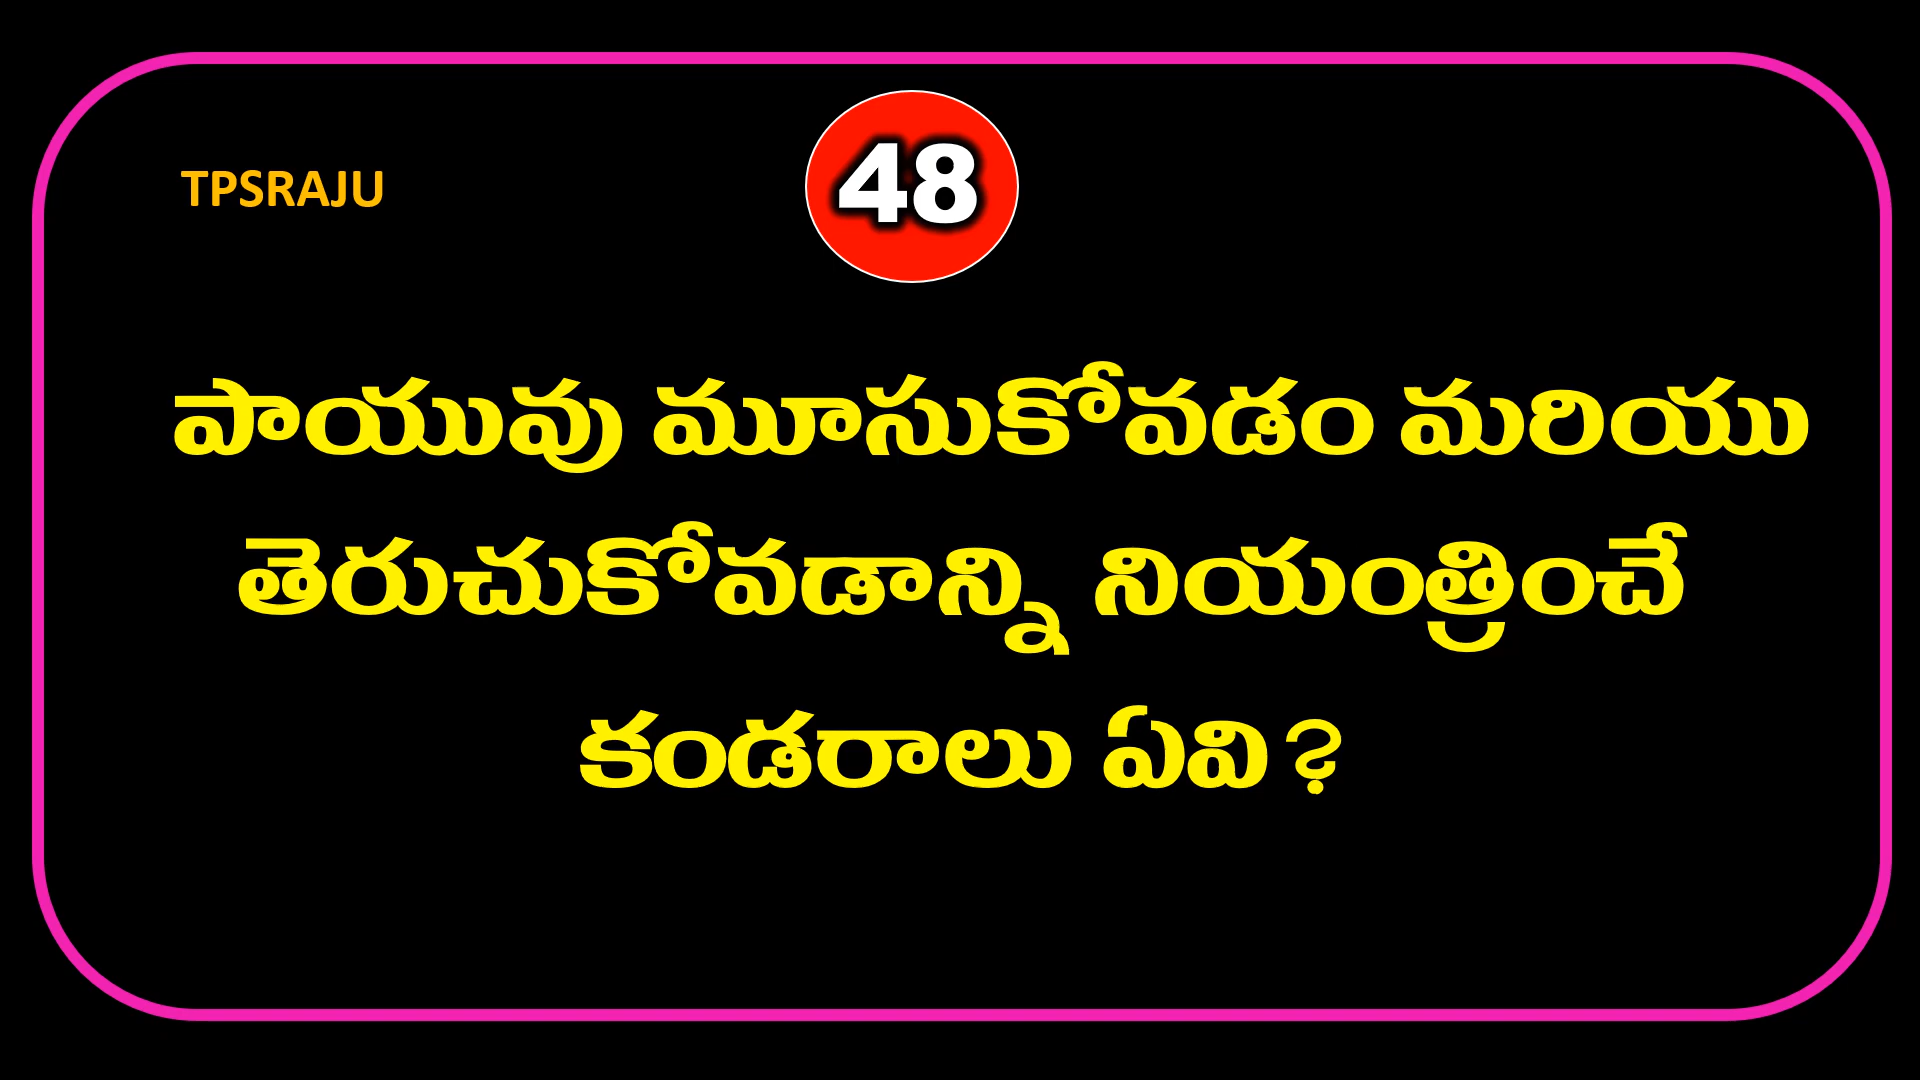 48
TPSRAJU
పాయువు మూసుకోవడం మరియు
తెరుచుకోవడాన్ని నియంత్రించే
కండరాలు ఏవి?